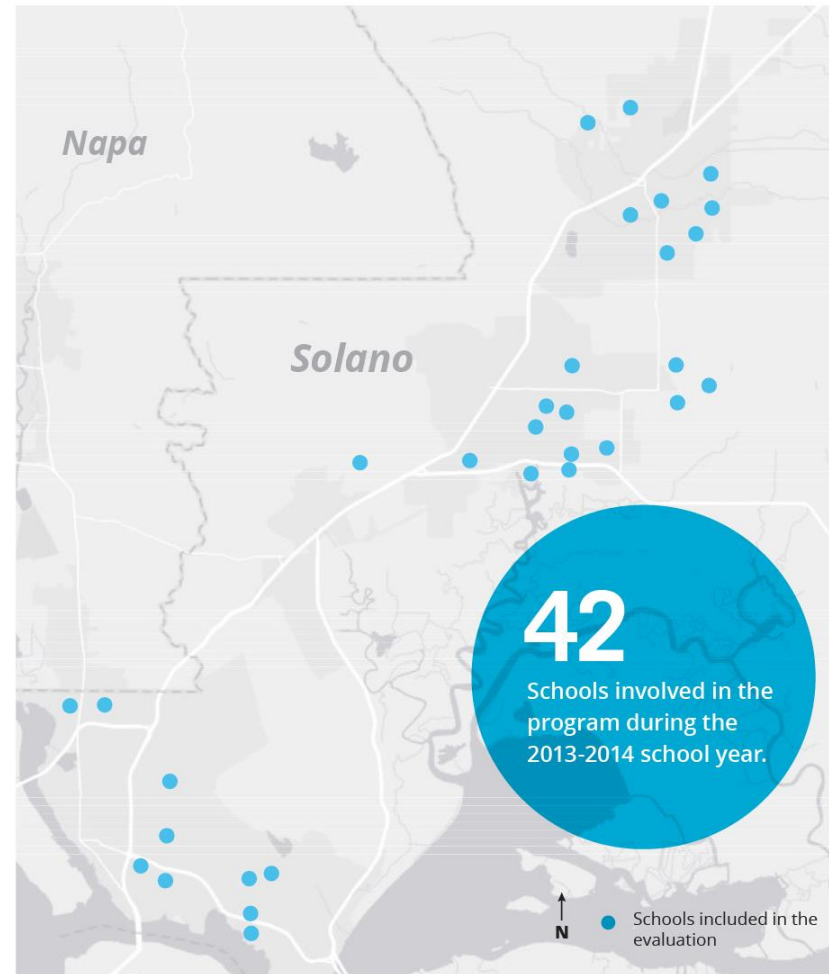 Napa
Solano
42
Schools involved in the
program during the
2013-2014 school year.
N
Schools included in the
evaluation